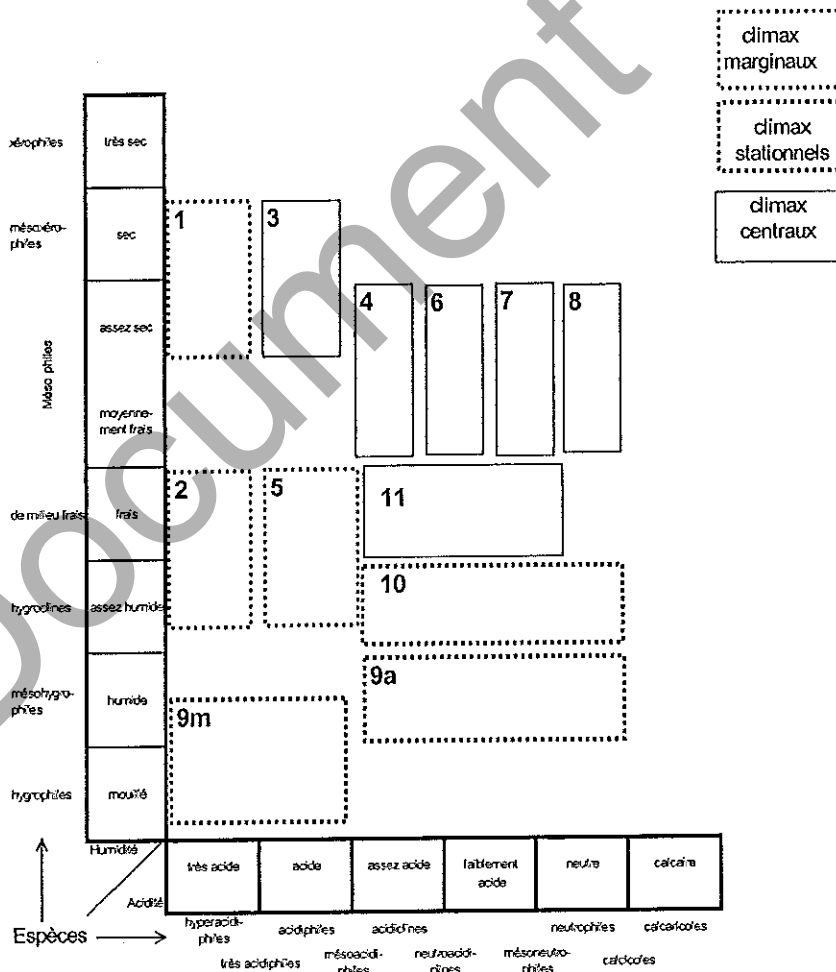 climax
marginaux
climax
stationnels
climax
centraux
xérophiles
très sec
mésoxéro-
philes
sec
1
3
Méso philes
assez sec
4
6
7
8
moyenne-
ment frais
de milieu frais
frais
2
5
11
hygroclines
assez humide
10
mésohygro-
philes
humide
9a
9m
hygrophiles
mouillé
Humidité
Acidité
très acide
acide
assez acide
faiblement
acide
neutre
calcaire
Espèces
hyperacidi-
philes
acidiphiles
acidiclines
neutrophiles
calcaricoles
très acidiphiles
mésoacidi-
philes
neutroacidi-
clines
mésoneutro-
philes
calcicoles
Document